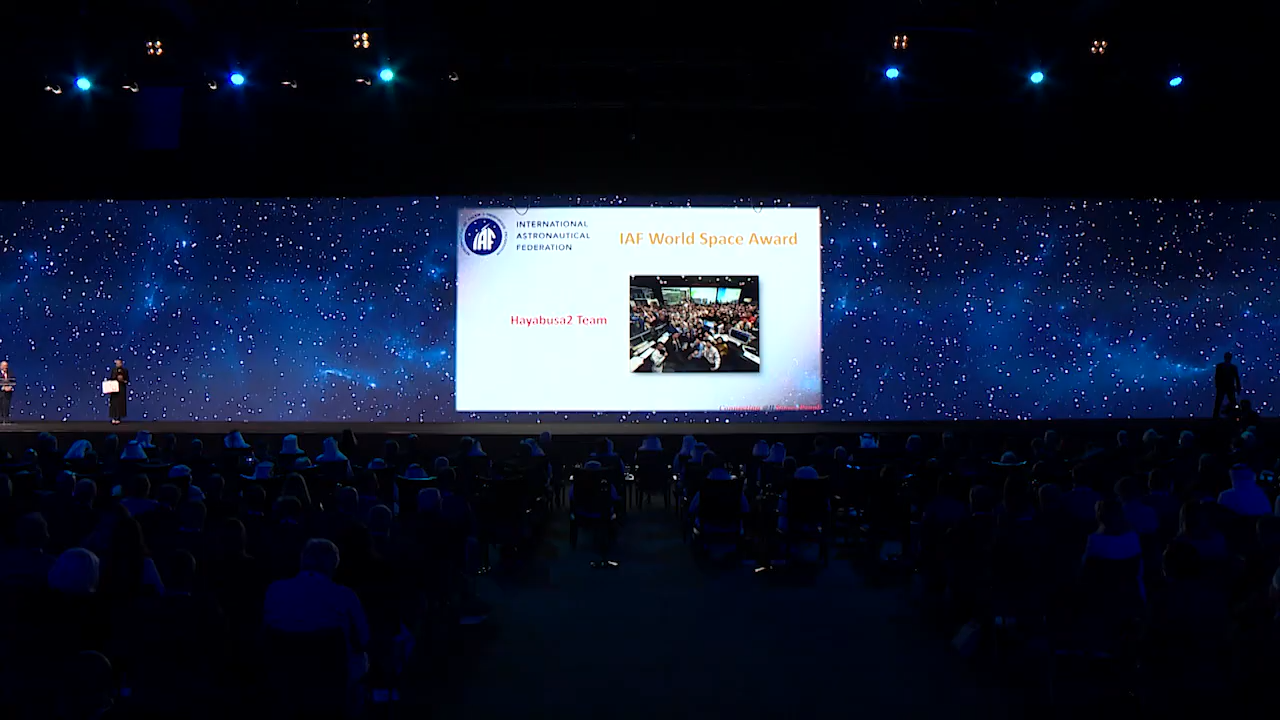 IAF
INTERNATIONAL
ASTRONAUTICAL
FEDERATION
IAF World Space Award
Hayabusa2 Team